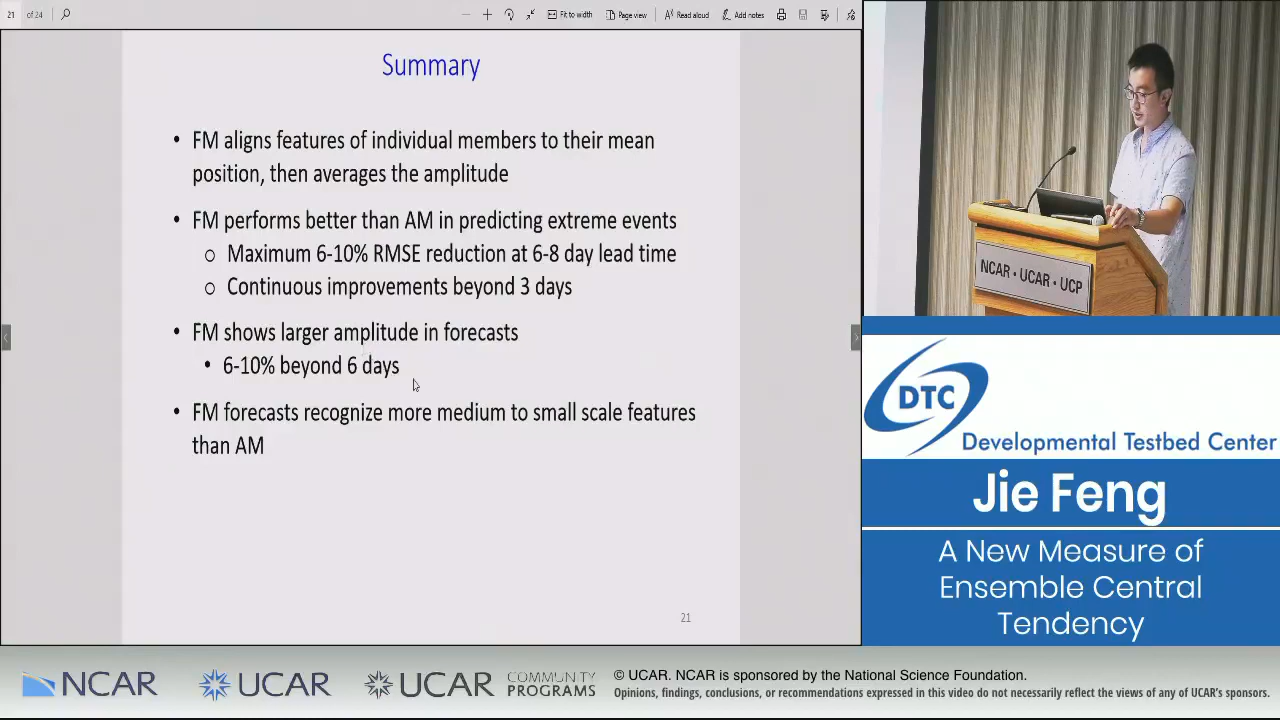 21 of 24
Fit to width
Page view
Read aloud
Add notes
Summary
• FM aligns features of individual members to their mean
position, then averages the amplitude
• FM performs better than AM in predicting extreme events
o Maximum 6-10% RMSE reduction at 6-8 day lead time
o Continuous improvements beyond 3 days
• FM shows larger amplitude in forecasts
• 6-10% beyond 6 days
• FM forecasts recognize more medium to small scale features
than AM
21
NCAR • UCAR • UCP
DTC
Developmental Testbed Center
Jie Feng
A New Measure of
Ensemble Central
Tendency
NCAR
UCAR
UCAR
COMMUNITY
PROGRAMS
© UCAR. NCAR is sponsored by the National Science Foundation.
Opinions, findings, conclusions, or recommendations expressed in this video do not necessarily reflect the views of any of UCAR's sponsors.